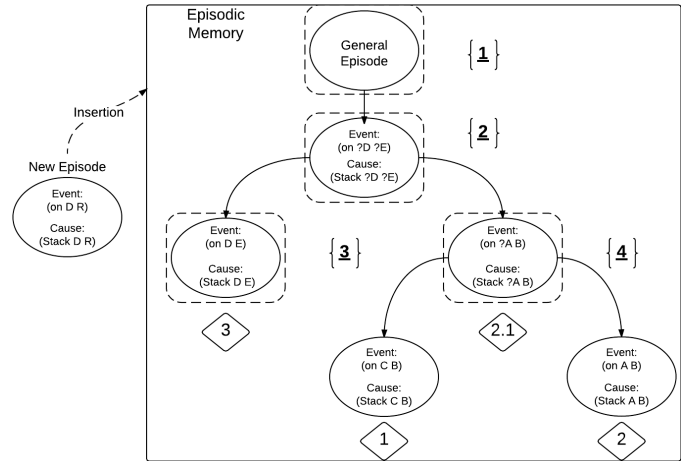 Episodic
Memory
General
Episode
{1}
Insertion
Event:
(on ?D ?E)
Cause:
(Stack ?D ?E)
{2}
New Episode
Event:
(on D R)
Cause:
(Stack D R)
Event:
(on D E)
Cause:
(Stack D E)
{3}
Event:
(on ?A B)
Cause:
(Stack ?A B)
{4}
3
2.1
Event:
(on C B)
Cause:
(Stack C B)
Event:
(on A B)
Cause:
(Stack A B)
1
2